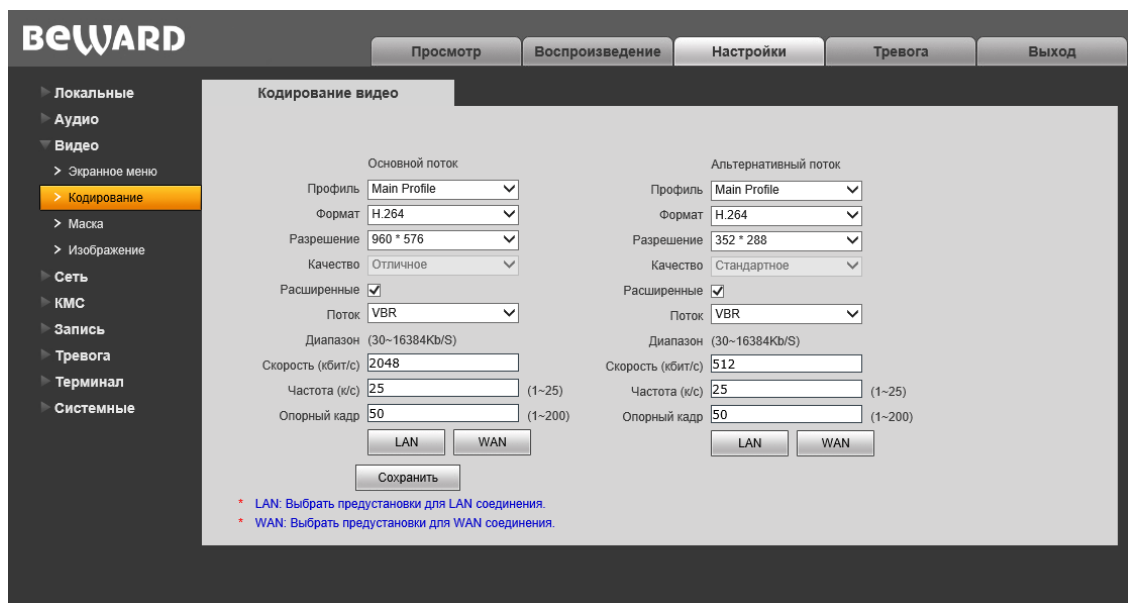 BEWARD
Просмотр Воспроизведение Настройки Тревога Выход
Локальные
Аудио
Видео
> Экранное меню
> Кодирование
> Маска
> Изображение
Сеть
КМС
Запись
Тревога
Терминал
Системные
Кодирование видео
Основной поток Альтернативный поток
Профиль Main Profile Профиль Main Profile
Формат H.264 Формат H.264
Разрешение 960 * 576 Разрешение 352 * 288
Качество Отличное Качество Стандартное
Расширенные Расширенные
Поток VBR Поток VBR
Диапазон (30~16384Kb/S) Диапазон (30~16384Kb/S)
Скорость (кбит/с) 2048 Скорость (кбит/с) 512
Частота (к/с) 25 (1~25) Частота (к/с) 25 (1~25)
Опорный кадр 50 (1~200) Опорный кадр 50 (1~200)
LAN WAN LAN WAN
Сохранить
* LAN: Выбрать предустановки для LAN соединения.
* WAN: Выбрать предустановки для WAN соединения.